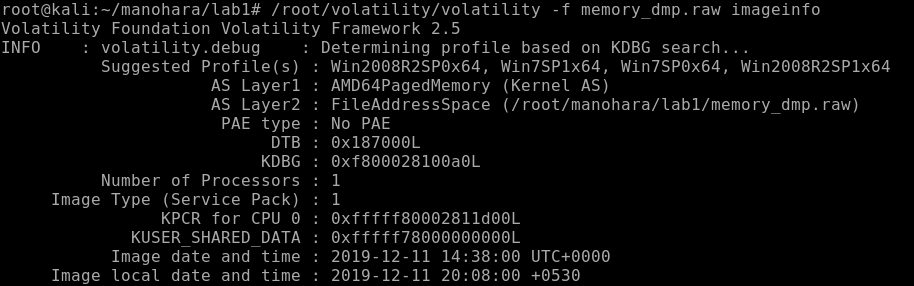 root@kali:~/manohara/lab1# /root/volatility/volatility -f memory_dmp.raw imageinfo
Volatility Foundation Volatility Framework 2.5
INFO    : volatility.debug    : Determining profile based on KDBG search...
          Suggested Profile(s) : Win2008R2SP0x64, Win7SP1x64, Win7SP0x64, Win2008R2SP1x64
                     AS Layer1 : AMD64PagedMemory (Kernel AS)
                     AS Layer2 : FileAddressSpace (/root/manohara/lab1/memory_dmp.raw)
                      PAE type : No PAE
                           DTB : 0x187000L
                          KDBG : 0xf800028100a0L
          Number of Processors : 1
     Image Type (Service Pack) : 1
                KPCR for CPU 0 : 0xfffff80002811d00L
             KUSER_SHARED_DATA : 0xfffff78000000000L
           Image date and time : 2019-12-11 14:38:00 UTC+0000
     Image local date and time : 2019-12-11 20:08:00 +0530